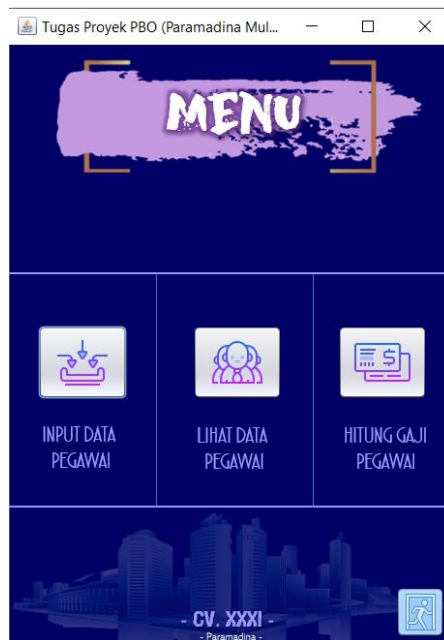 Tugas Proyek PBO (Paramadina Mul...
MENU
INPUT DATA
PEGAWAI
LIHAT DATA
PEGAWAI
HITUNG GAJI
PEGAWAI
- CV. XXXI -
- Paramadina -